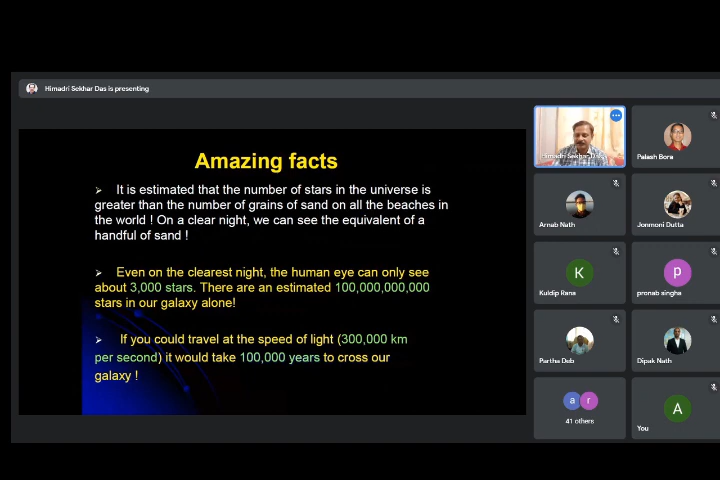 Himadri Sekhar Das is presenting
Amazing facts
It is estimated that the number of stars in the universe is
greater than the number of grains of sand on all the beaches in
the world ! On a clear night, we can see the equivalent of a
handful of sand !
Even on the clearest night, the human eye can only see
about 3,000 stars. There are an estimated 100,000,000,000
stars in our galaxy alone!
If you could travel at the speed of light (300,000 km
per second) it would take 100,000 years to cross our
galaxy !
Himadri Sekhar Das
Palash Bora
Arnab Nath
Jonmoni Dutta
K
Kuldip Rana
p
pronab singha
Partha Deb
Dipak Nath
a r
41 others
A
You